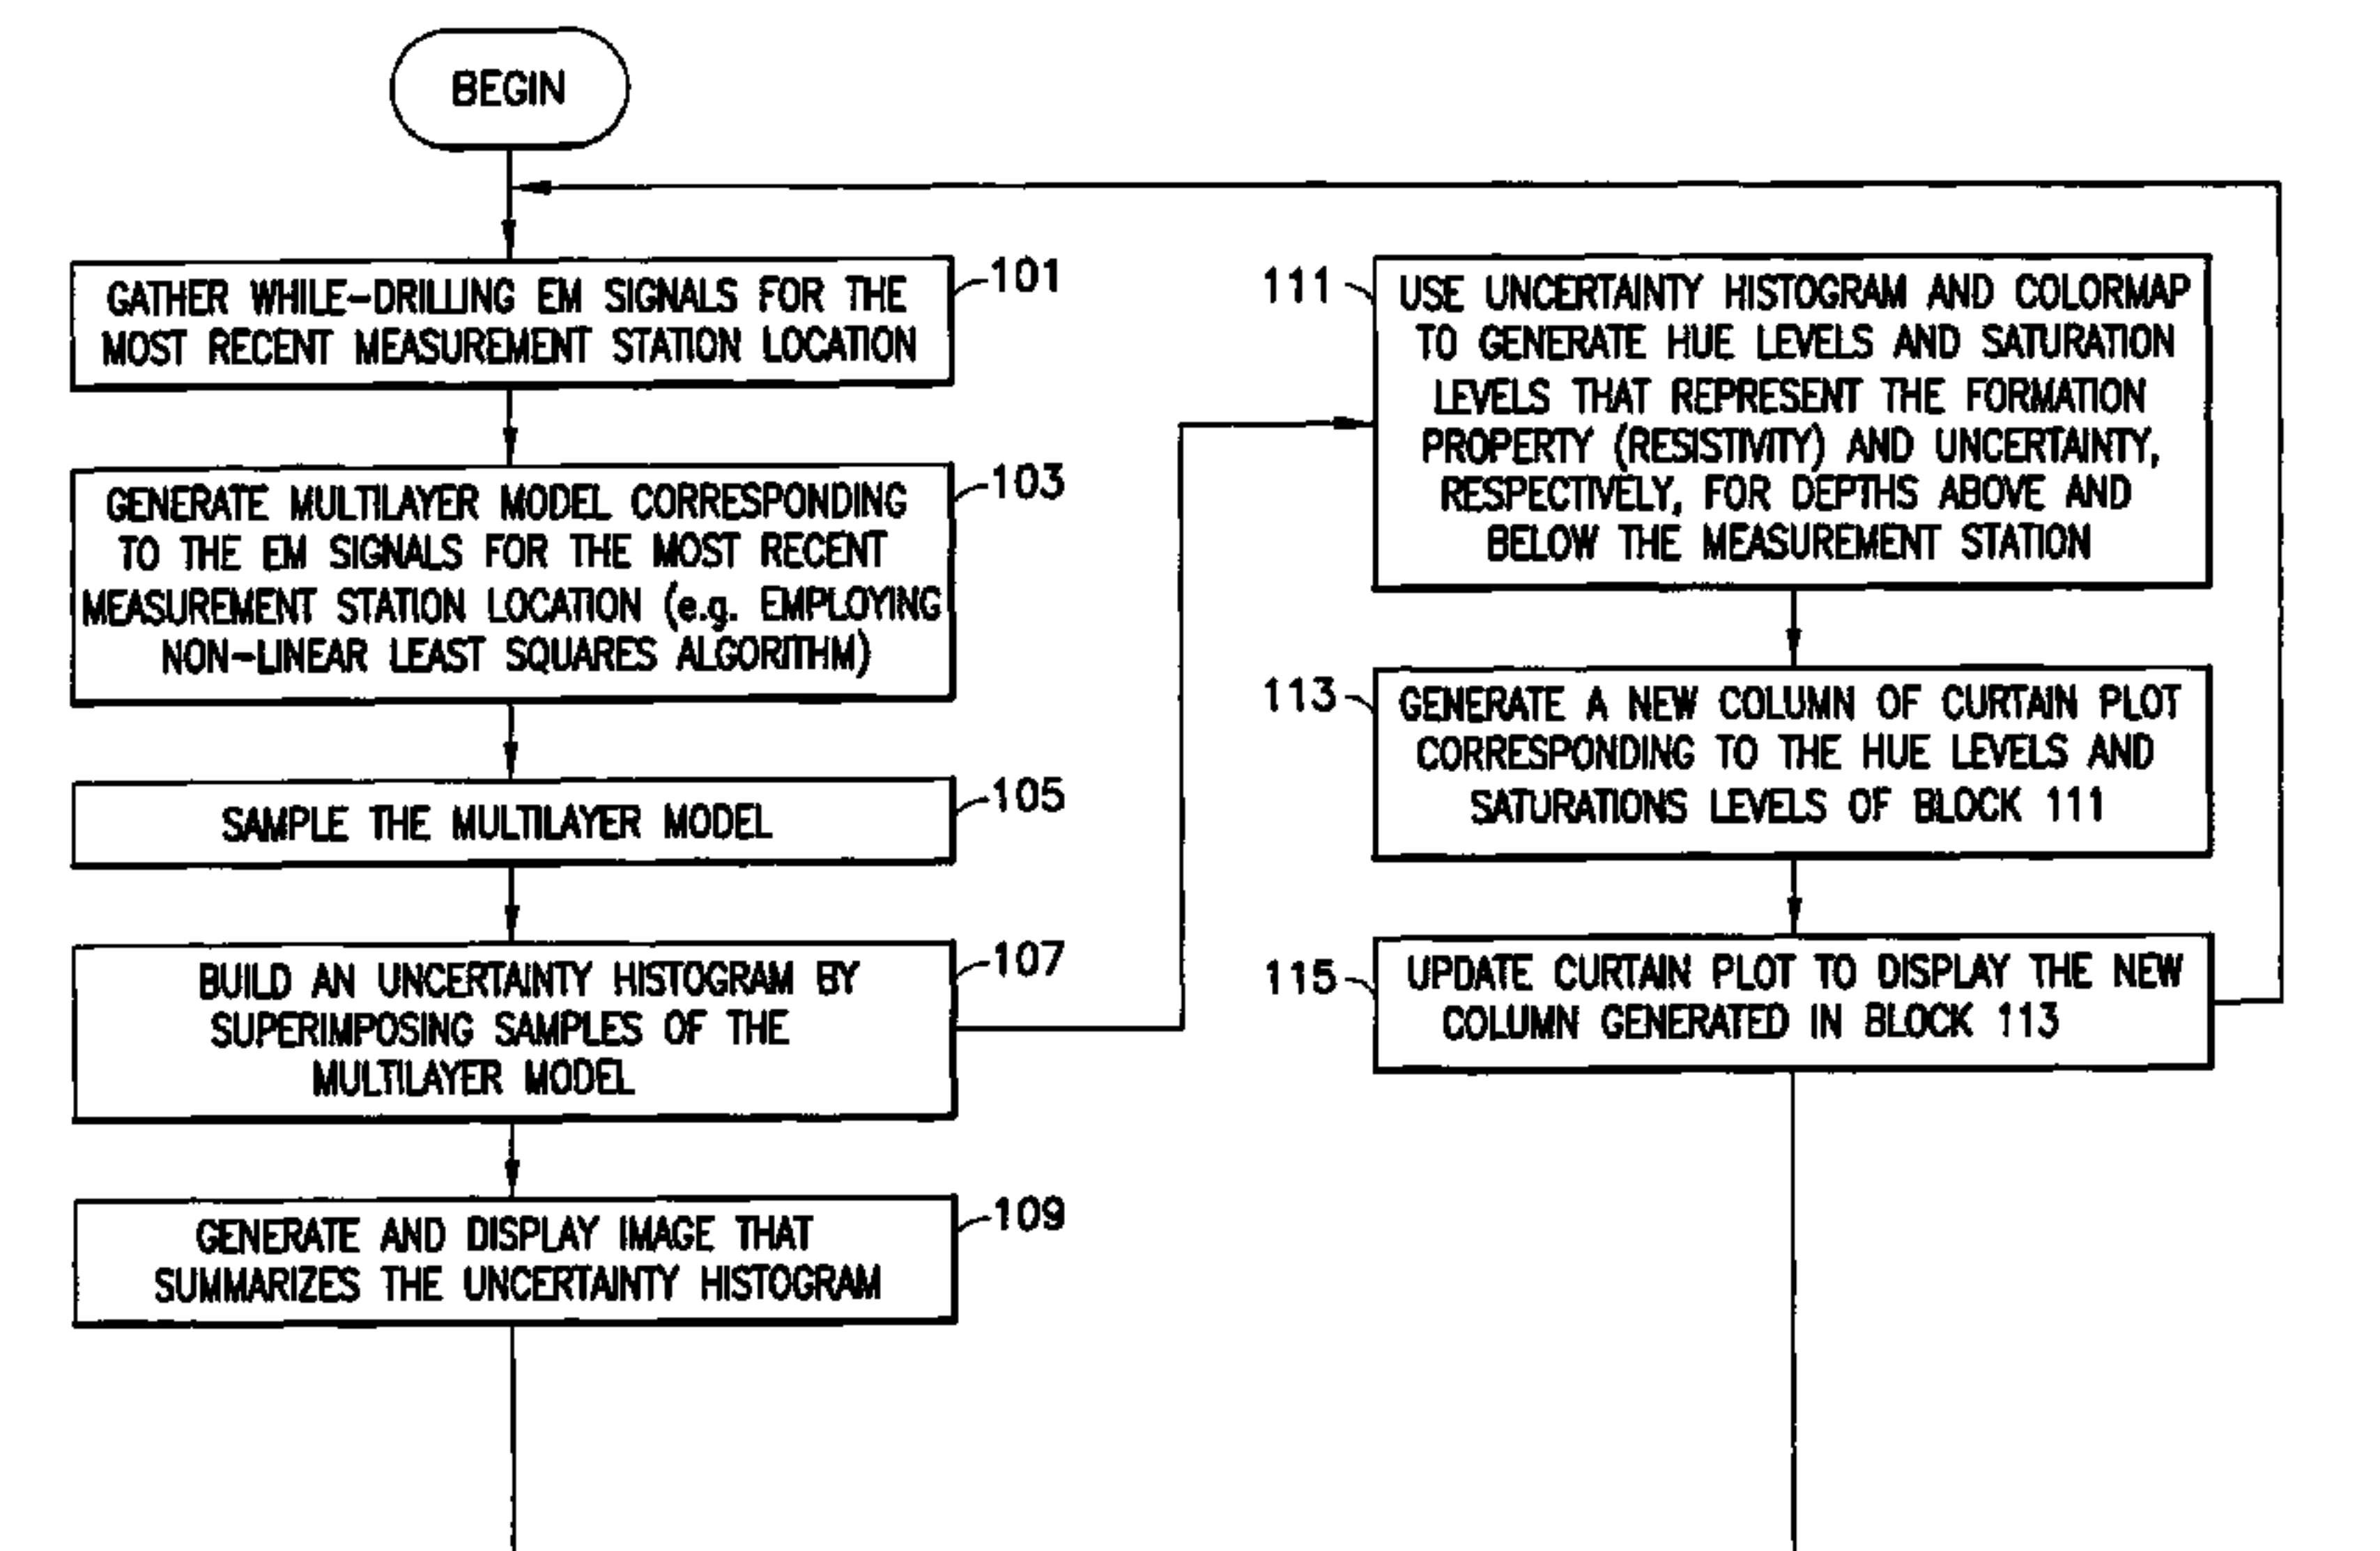 BEGIN
101
GATHER WHILE-DRILLING EM SIGNALS FOR THE
MOST RECENT MEASUREMENT STATION LOCATION
103
GENERATE MULTILAYER MODEL CORRESPONDING
TO THE EM SIGNALS FOR THE MOST RECENT
MEASUREMENT STATION LOCATION (e.g. EMPLOYING
NON-LINEAR LEAST SQUARES ALGORITHM)
105
SAMPLE THE MULTILAYER MODEL
107
BUILD AN UNCERTAINTY HISTOGRAM BY
SUPERIMPOSING SAMPLES OF THE
MULTILAYER MODEL
109
GENERATE AND DISPLAY IMAGE THAT
SUMMARIZES THE UNCERTAINTY HISTOGRAM
111
USE UNCERTAINTY HISTOGRAM AND COLORMAP
TO GENERATE HUE LEVELS AND SATURATION
LEVELS THAT REPRESENT THE FORMATION
PROPERTY (RESISTIVITY) AND UNCERTAINTY,
RESPECTIVELY, FOR DEPTHS ABOVE AND
BELOW THE MEASUREMENT STATION
113
GENERATE A NEW COLUMN OF CURTAIN PLOT
CORRESPONDING TO THE HUE LEVELS AND
SATURATIONS LEVELS OF BLOCK 111
115
UPDATE CURTAIN PLOT TO DISPLAY THE NEW
COLUMN GENERATED IN BLOCK 113